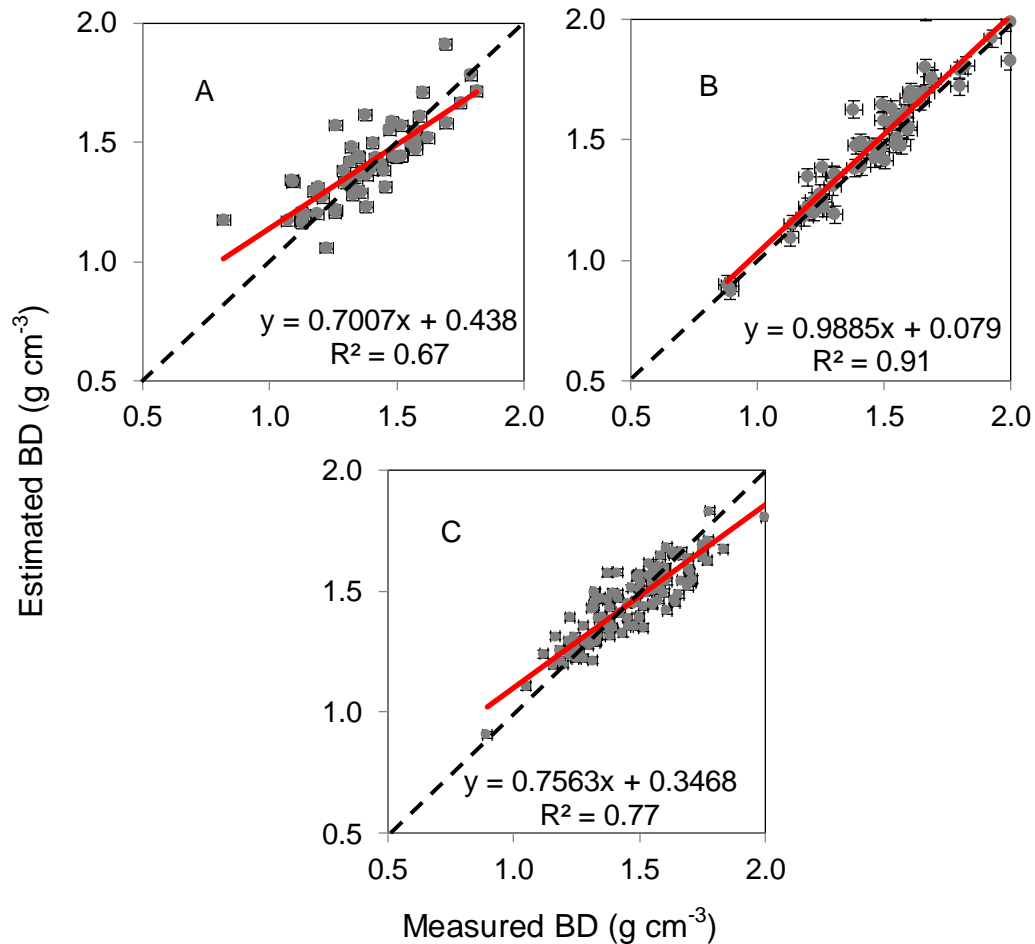 2.0
1.5
1.0
0.5
A
y = 0.7007x + 0.438
R² = 0.67
0.5 1.0 1.5 2.0
2.0
1.5
1.0
0.5
B
y = 0.9885x + 0.079
R² = 0.91
0.5 1.0 1.5 2.0
Estimated BD (g cm⁻³)
2.0
1.5
1.0
0.5
C
y = 0.7563x + 0.3468
R² = 0.77
0.5 1.0 1.5 2.0
Measured BD (g cm⁻³)